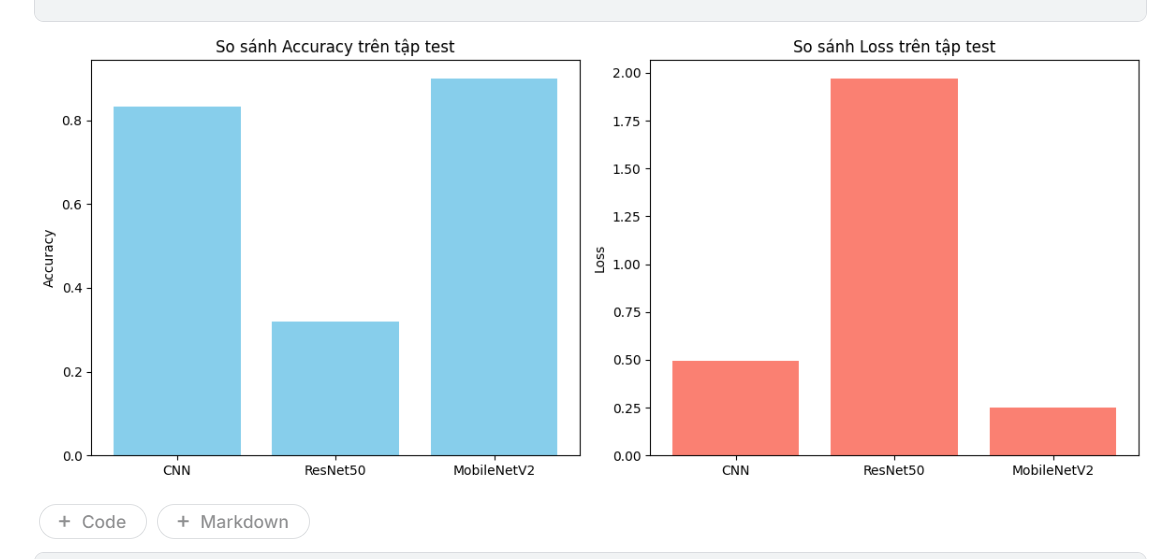 So sánh Accuracy trên tập test
Accuracy
0.8
0.6
0.4
0.2
0.0
CNN ResNet50 MobileNetV2
So sánh Loss trên tập test
Loss
2.00
1.75
1.50
1.25
1.00
0.75
0.50
0.25
0.00
CNN ResNet50 MobileNetV2
+ Code + Markdown